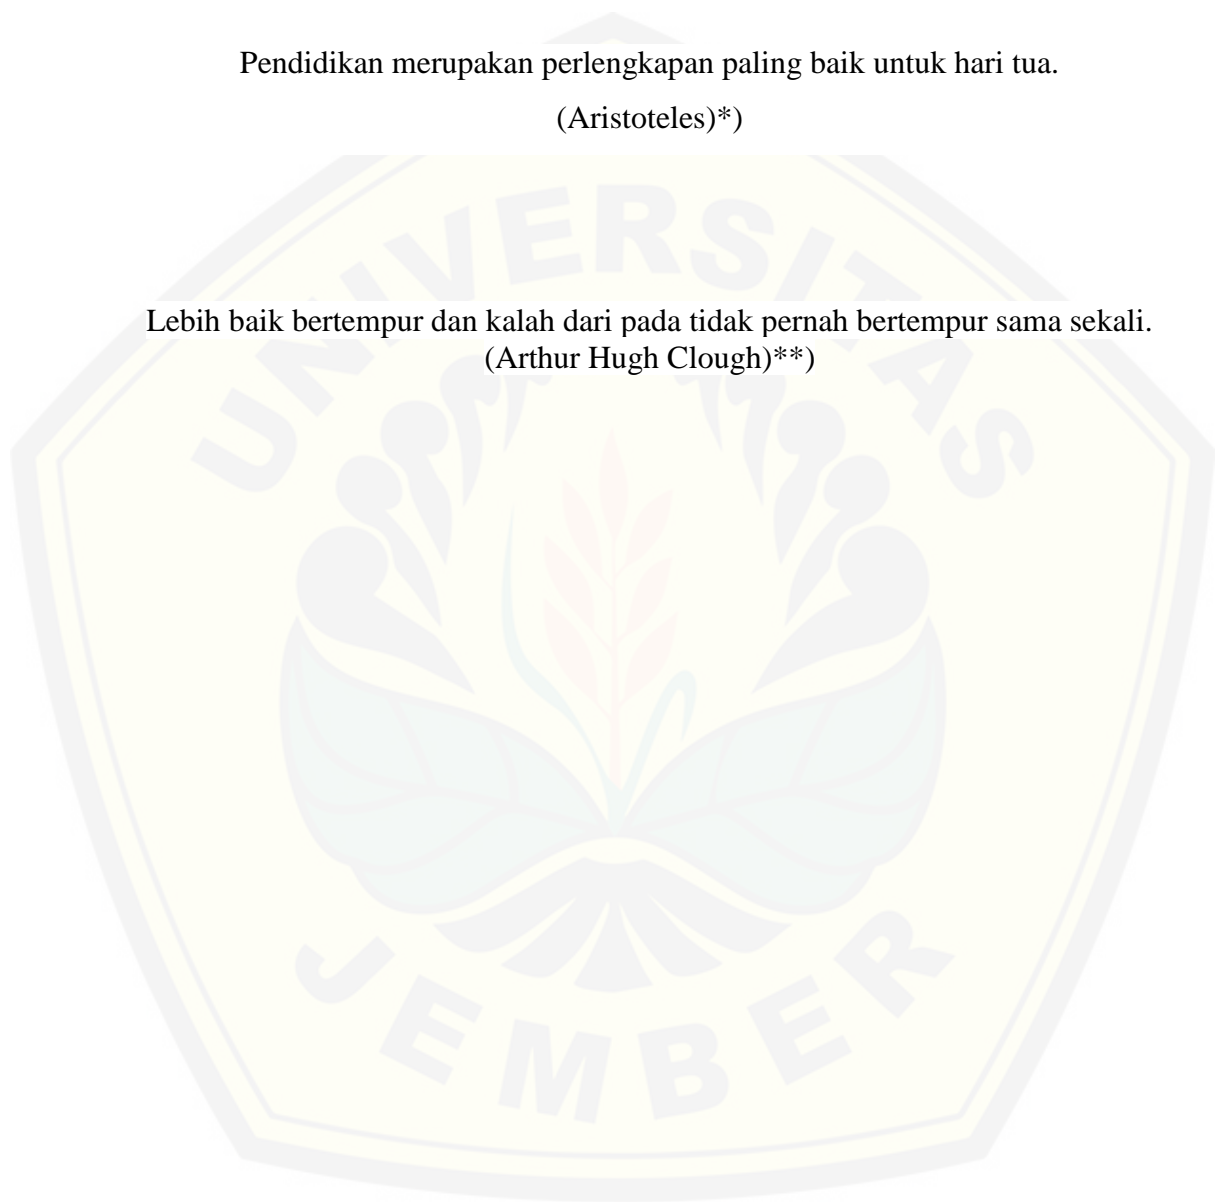 Pendidikan merupakan perlengkapan paling baik untuk hari tua.
(Aristoteles)*)
UNIVERSITAS
Lebih baik bertempur dan kalah dari pada tidak pernah bertempur sama sekali.
(Arthur Hugh Clough)**)
JEMBER